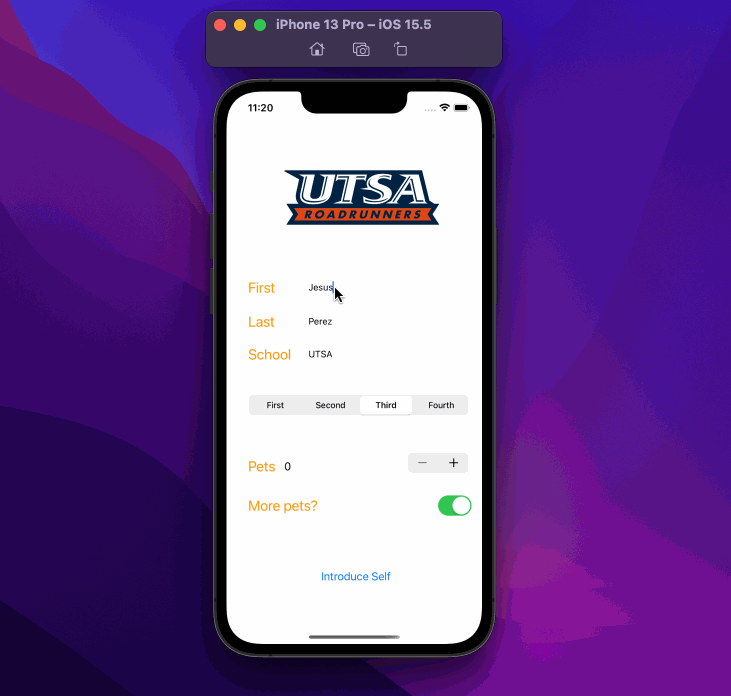 iPhone 13 Pro – iOS 15.5
11:20
UTSA
ROADRUNNERS
First Jesus
Last Perez
School UTSA
First Second Third Fourth
Pets 0 − +
More pets?
Introduce Self